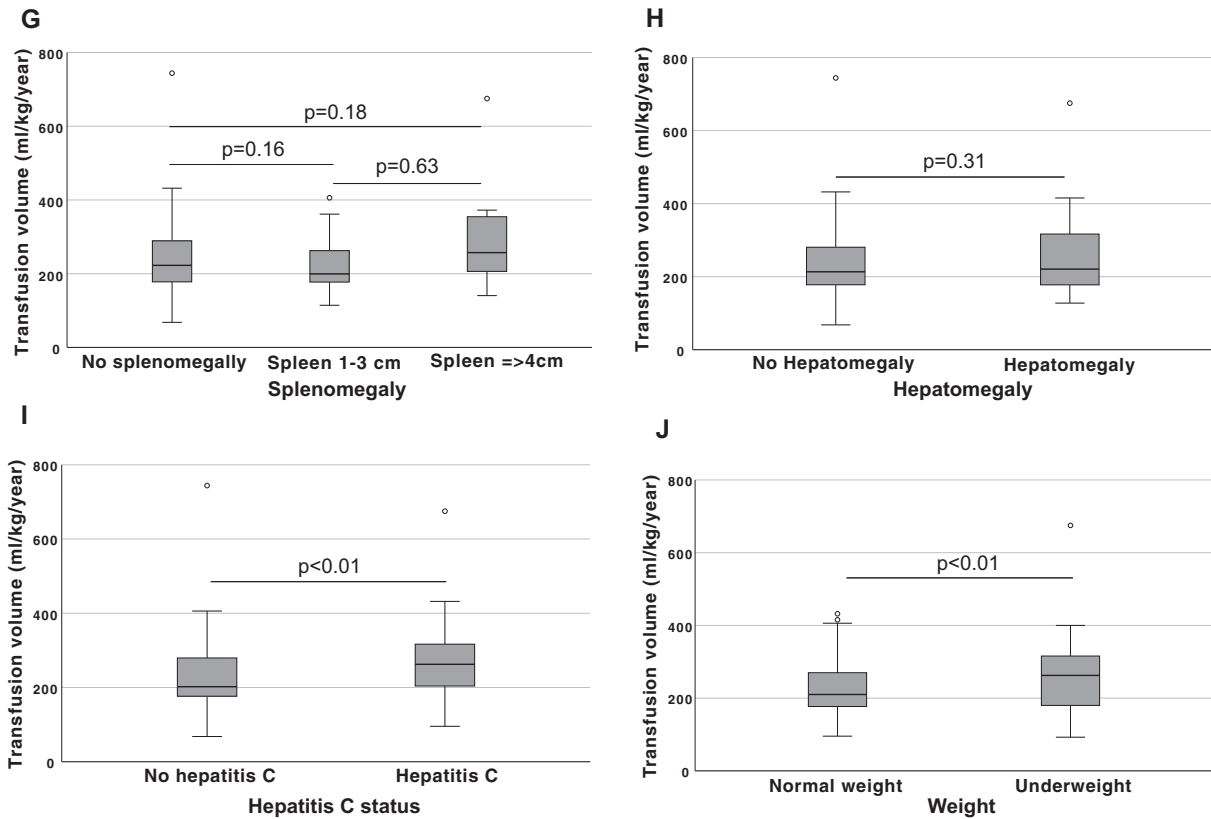 G
Transfusion volume (ml/kg/year)
800
600
400
200
0
p=0.18
p=0.16
p=0.63
No splenomegally
Spleen 1-3 cm
Spleen =>4cm
Splenomegaly
H
Transfusion volume (ml/kg/year)
800
600
400
200
0
p=0.31
No Hepatomegaly
Hepatomegaly
Hepatomegaly
I
Transfusion volume (ml/kg/year)
800
600
400
200
0
p<0.01
No hepatitis C
Hepatitis C
Hepatitis C status
J
Transfusion volume (ml/kg/year)
800
600
400
200
0
p<0.01
Normal weight
Underweight
Weight